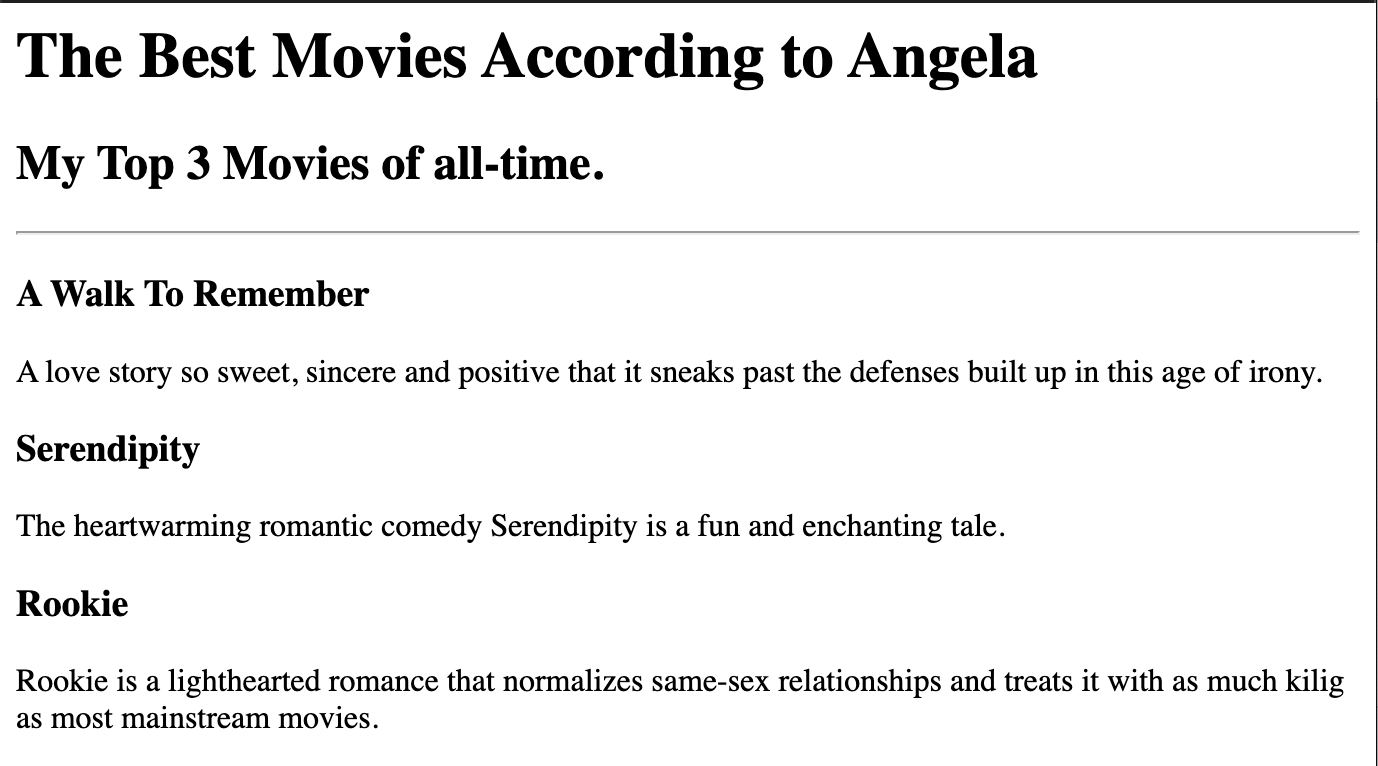 The Best Movies According to Angela
My Top 3 Movies of all-time.
A Walk To Remember
A love story so sweet, sincere and positive that it sneaks past the defenses built up in this age of irony.
Serendipity
The heartwarming romantic comedy Serendipity is a fun and enchanting tale.
Rookie
Rookie is a lighthearted romance that normalizes same-sex relationships and treats it with as much kilig
as most mainstream movies.